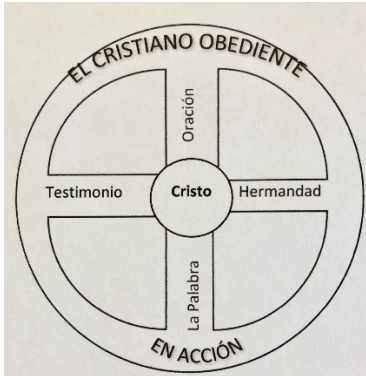 EL CRISTIANO OBEDIENTE
Oración
Testimonio
Cristo
Hermandad
La Palabra
EN ACCIÓN